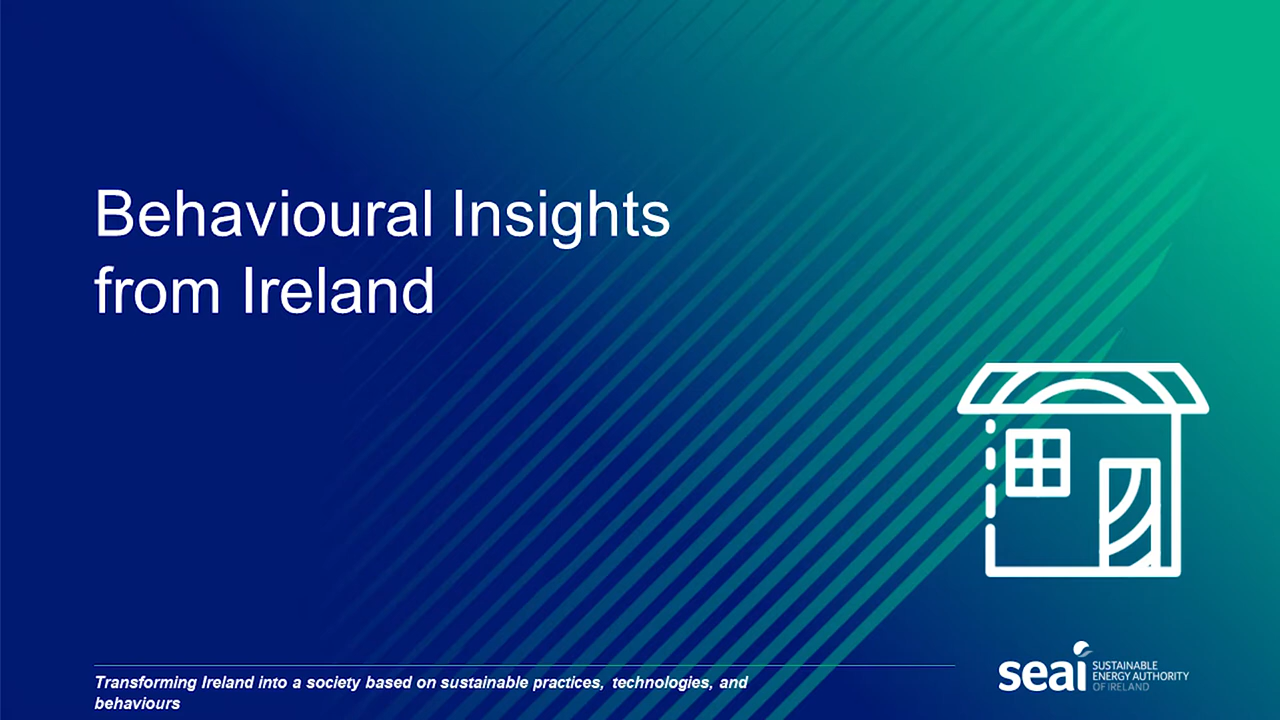 Behavioural Insights
from Ireland
Transforming Ireland into a society based on sustainable practices, technologies, and
behaviours
seai
SUSTAINABLE
ENERGY AUTHORITY
OF IRELAND